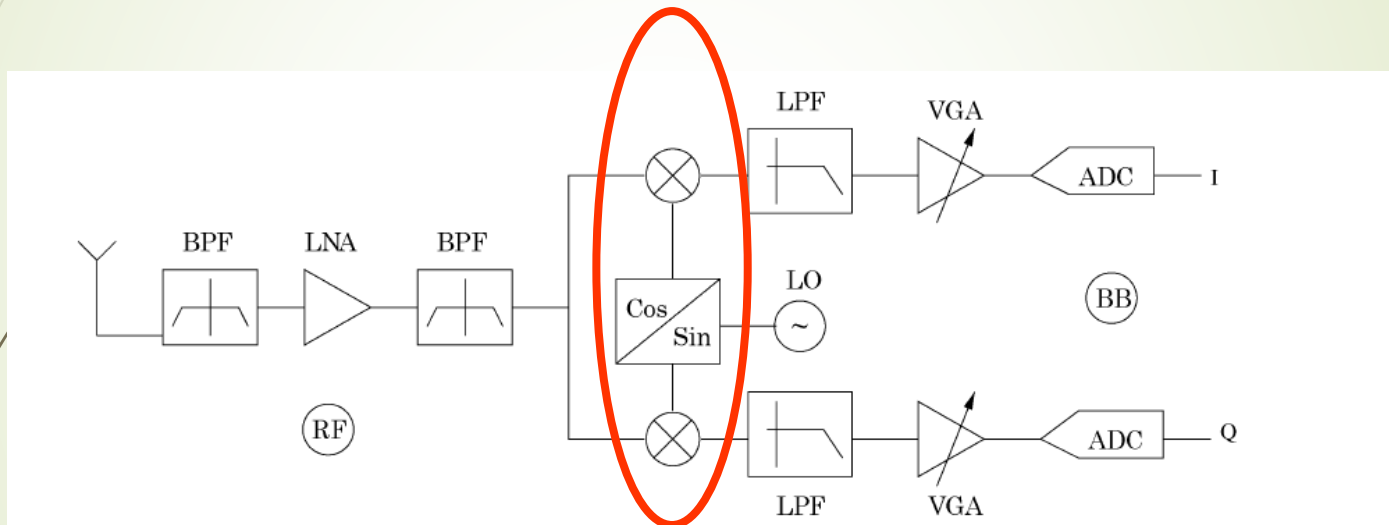 LPF
VGA
ADC
I
BPF
LNA
BPF
LO
Cos
Sin
~
BB
RF
ADC
Q
LPF
VGA